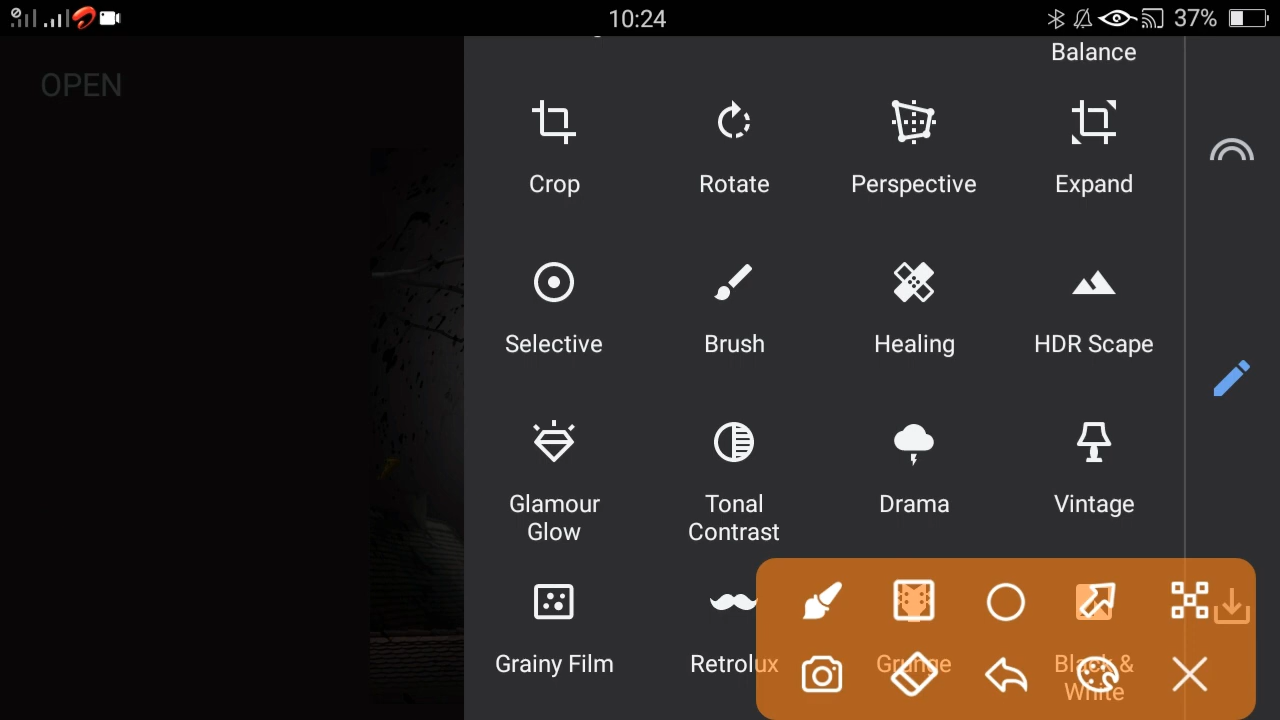 10:24
37%
OPEN
Balance
Crop
Rotate
Perspective
Expand
Selective
Brush
Healing
HDR Scape
Glamour
Glow
Tonal
Contrast
Drama
Vintage
Grainy Film
Retrolux
Grunge
Black &
White